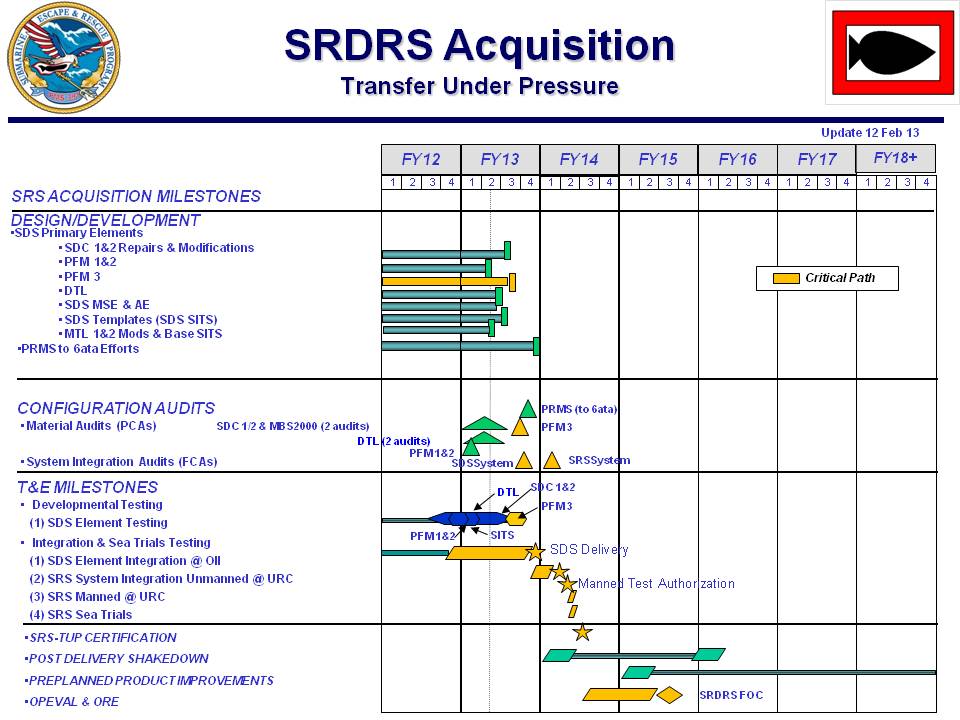 SUBMARINE ESCAPE & RESCUE PROGRAM
SRDRS Acquisition
Transfer Under Pressure
Update 12 Feb 13
FY12 FY13 FY14 FY15 FY16 FY17 FY18+
1 2 3 4 1 2 3 4 1 2 3 4 1 2 3 4 1 2 3 4 1 2 3 4 1 2 3 4
SRS ACQUISITION MILESTONES
DESIGN/DEVELOPMENT
•SDS Primary Elements
•SDC 1&2 Repairs & Modifications
•PFM 1&2
•PFM 3
•DTL
•SDS MSE & AE
•SDS Templates (SDS SITS)
•MTL 1&2 Mods & Base SITS
•PRMS to 6ata Efforts
Critical Path
CONFIGURATION AUDITS
PRMS (to 6ata)
•Material Audits (PCAs)
SDC 1/2 & MBS2000 (2 audits)
PFM 3
DTL (2 audits)
PFM1&2
•System Integration Audits (FCAs)
SDSSystem
SRSSystem
T&E MILESTONES
DTL
SDC 1&2
• Developmental Testing
PFM 3
(1) SDS Element Testing
PFM1&2
SITS
• Integration & Sea Trials Testing
SDS Delivery
(1) SDS Element Integration @ OII
(2) SRS System Integration Unmanned @ URC
Manned Test Authorization
(3) SRS Manned @ URC
(4) SRS Sea Trials
•SRS-TUP CERTIFICATION
•POST DELIVERY SHAKEDOWN
•PREPLANNED PRODUCT IMPROVEMENTS
•OPEVAL & ORE
SRDRS FOC